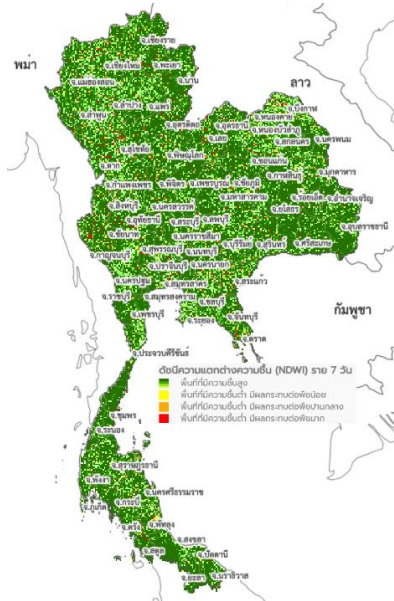 จ.เชียงราย
พม่า
จ.เชียงใหม่
จ.พะเยา
จ.แม่ฮ่องสอน
จ.น่าน
ลาว
จ.ลำปาง
จ.แพร่
จ.บึงกาฬ
จ.ลำพูน
จ.อุตรดิตถ์
จ.อุดรธานี
จ.หนองคาย
จ.เลย
จ.หนองบัวลำภู
จ.สุโขทัย
จ.สกลนคร
จ.นครพนม
จ.พิษณุโลก
จ.ขอนแก่น
จ.ตาก
จ.มุกดาหาร
จ.กำแพงเพชร
จ.พิจิตร
จ.เพชรบูรณ์
จ.ชัยภูมิ
จ.กาฬสินธุ์
จ.มหาสารคาม
จ.ร้อยเอ็ด
จ.อำนาจเจริญ
จ.สิงหบุรี
จ.นครสวรรค์
จ.ยโสธร
จ.อุทัยธานี
จ.สระบุรี
จ.ลพบุรี
จ.อุบลราชธานี
จ.ชัยนาท
จ.นครราชสีมา
จ.สุพรรณบุรี
จ.นนทบุรี
จ.บุรีรัมย์
จ.สุรินทร์
จ.ศรีสะเกษ
จ.กาญจนบุรี
จ.ปราจีนบุรี
จ.นครนายก
จ.นครปฐม
จ.สมุทรสาคร
จ.สระแก้ว
จ.ราชบุรี
จ.สมุทรสงคราม
จ.ชลบุรี
กัมพูชา
จ.เพชรบุรี
จ.ระยอง
จ.จันทบุรี
จ.ตราด
จ.ประจวบคีรีขันธ์
ดัชนีความแตกต่างความชื้น (NDWI) ราย 7 วัน
พื้นที่ที่มีความชื้นสูง
พื้นที่ที่มีความชื้นต่ำ มีผลกระทบต่อพืชน้อย
พื้นที่ที่มีความชื้นต่ำ มีผลกระทบต่อพืชปานกลาง
พื้นที่ที่มีความชื้นต่ำ มีผลกระทบต่อพืชมาก
จ.ชุมพร
จ.ระนอง
จ.สุราษฎร์ธานี
จ.พังงา
จ.นครศรีธรรมราช
จ.กระบี่
จ.ภูเก็ต
จ.ตรัง
จ.พัทลุง
จ.สงขลา
จ.สตูล
จ.ปัตตานี
จ.ยะลา
จ.นราธิวาส